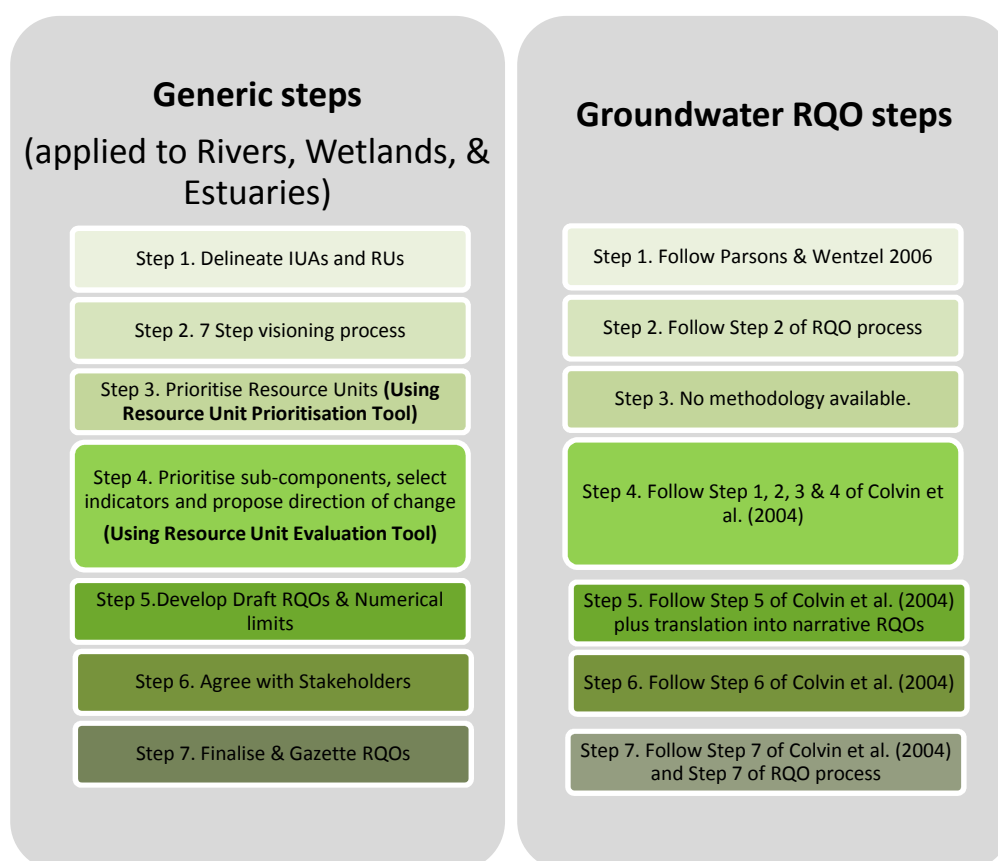 Generic steps
(applied to Rivers, Wetlands, &
Estuaries)
Step 1. Delineate IUAs and RUs
Step 2. 7 Step visioning process
Step 3. Prioritise Resource Units (Using
Resource Unit Prioritisation Tool)
Step 4. Prioritise sub-components, select
indicators and propose direction of change
(Using Resource Unit Evaluation Tool)
Step 5.Develop Draft RQOs & Numerical
limits
Step 6. Agree with Stakeholders
Step 7. Finalise & Gazette RQOs
Groundwater RQO steps
Step 1. Follow Parsons & Wentzel 2006
Step 2. Follow Step 2 of RQO process
Step 3. No methodology available.
Step 4. Follow Step 1, 2, 3 & 4 of Colvin et
al. (2004)
Step 5. Follow Step 5 of Colvin et al. (2004)
plus translation into narrative RQOs
Step 6. Follow Step 6 of Colvin et al. (2004)
Step 7. Follow Step 7 of Colvin et al. (2004)
and Step 7 of RQO process